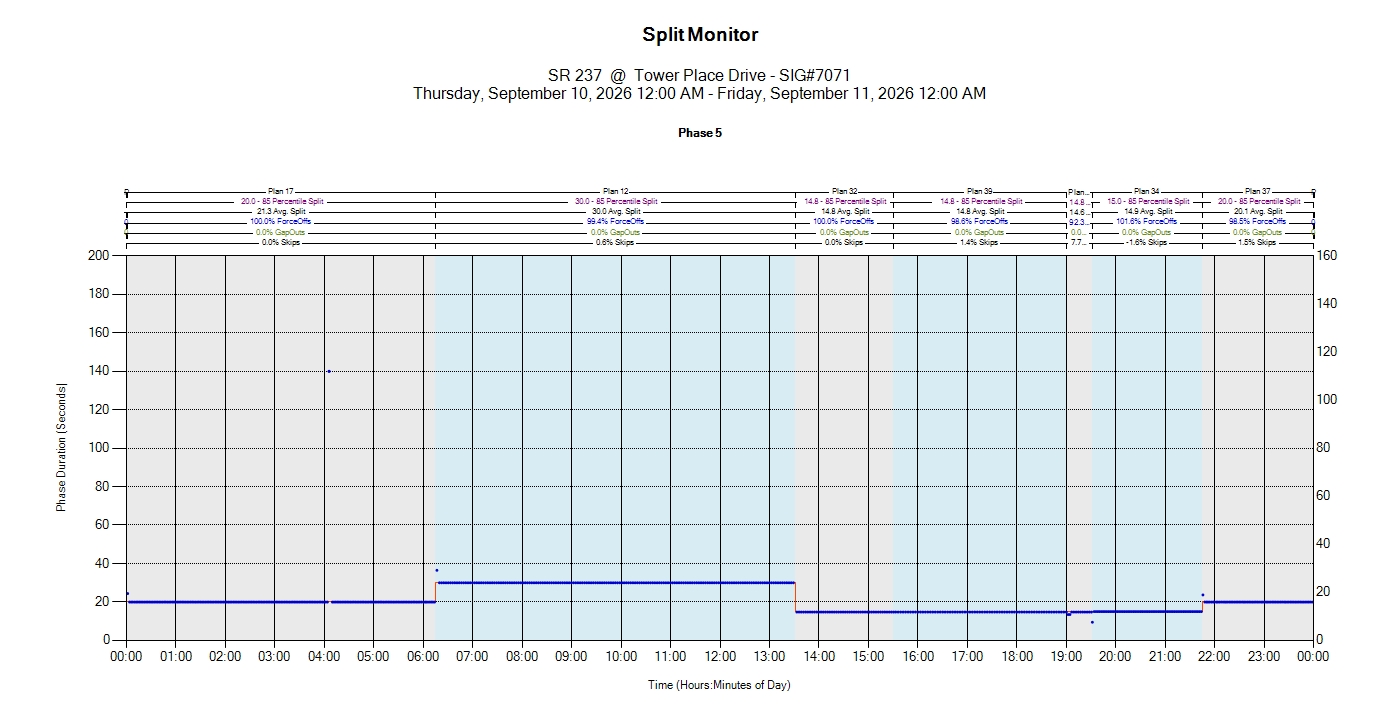 Split Monitor
SR 237 @ Tower Place Drive - SIG#7071
Thursday, September 10, 2026 12:00 AM - Friday, September 11, 2026 12:00 AM
Phase 5
Plan 17 Plan 12 Plan 32 Plan 39 Plan... Plan 34 Plan 37
20.0 - 85 Percentile Split 30.0 - 85 Percentile Split 14.8 - 85 Percentile Split 14.8 - 85 Percentile Split 14.8... 15.0 - 85 Percentile Split 20.0 - 85 Percentile Split
21.3 Avg. Split 30.0 Avg. Split 14.8 Avg. Split 14.8 Avg. Split 14.6... 14.9 Avg. Split 20.1 Avg. Split
100.0% ForceOffs 99.4% ForceOffs 100.0% ForceOffs 98.6% ForceOffs 92.3... 101.6% ForceOffs 98.5% ForceOffs
0.0% GapOuts 0.0% GapOuts 0.0% GapOuts 0.0% GapOuts 0.0... 0.0% GapOuts 0.0% GapOuts
0.0% Skips 0.6% Skips 0.0% Skips 1.4% Skips 7.7... -1.6% Skips 1.5% Skips
200 160
180
140
160
120
140
120
100
100
80
80
60
60
40
40
20
20
0 0
00:00 01:00 02:00 03:00 04:00 05:00 06:00 07:00 08:00 09:00 10:00 11:00 12:00 13:00 14:00 15:00 16:00 17:00 18:00 19:00 20:00 21:00 22:00 23:00 00:00
Phase Duration (Seconds)
Time (Hours:Minutes of Day)